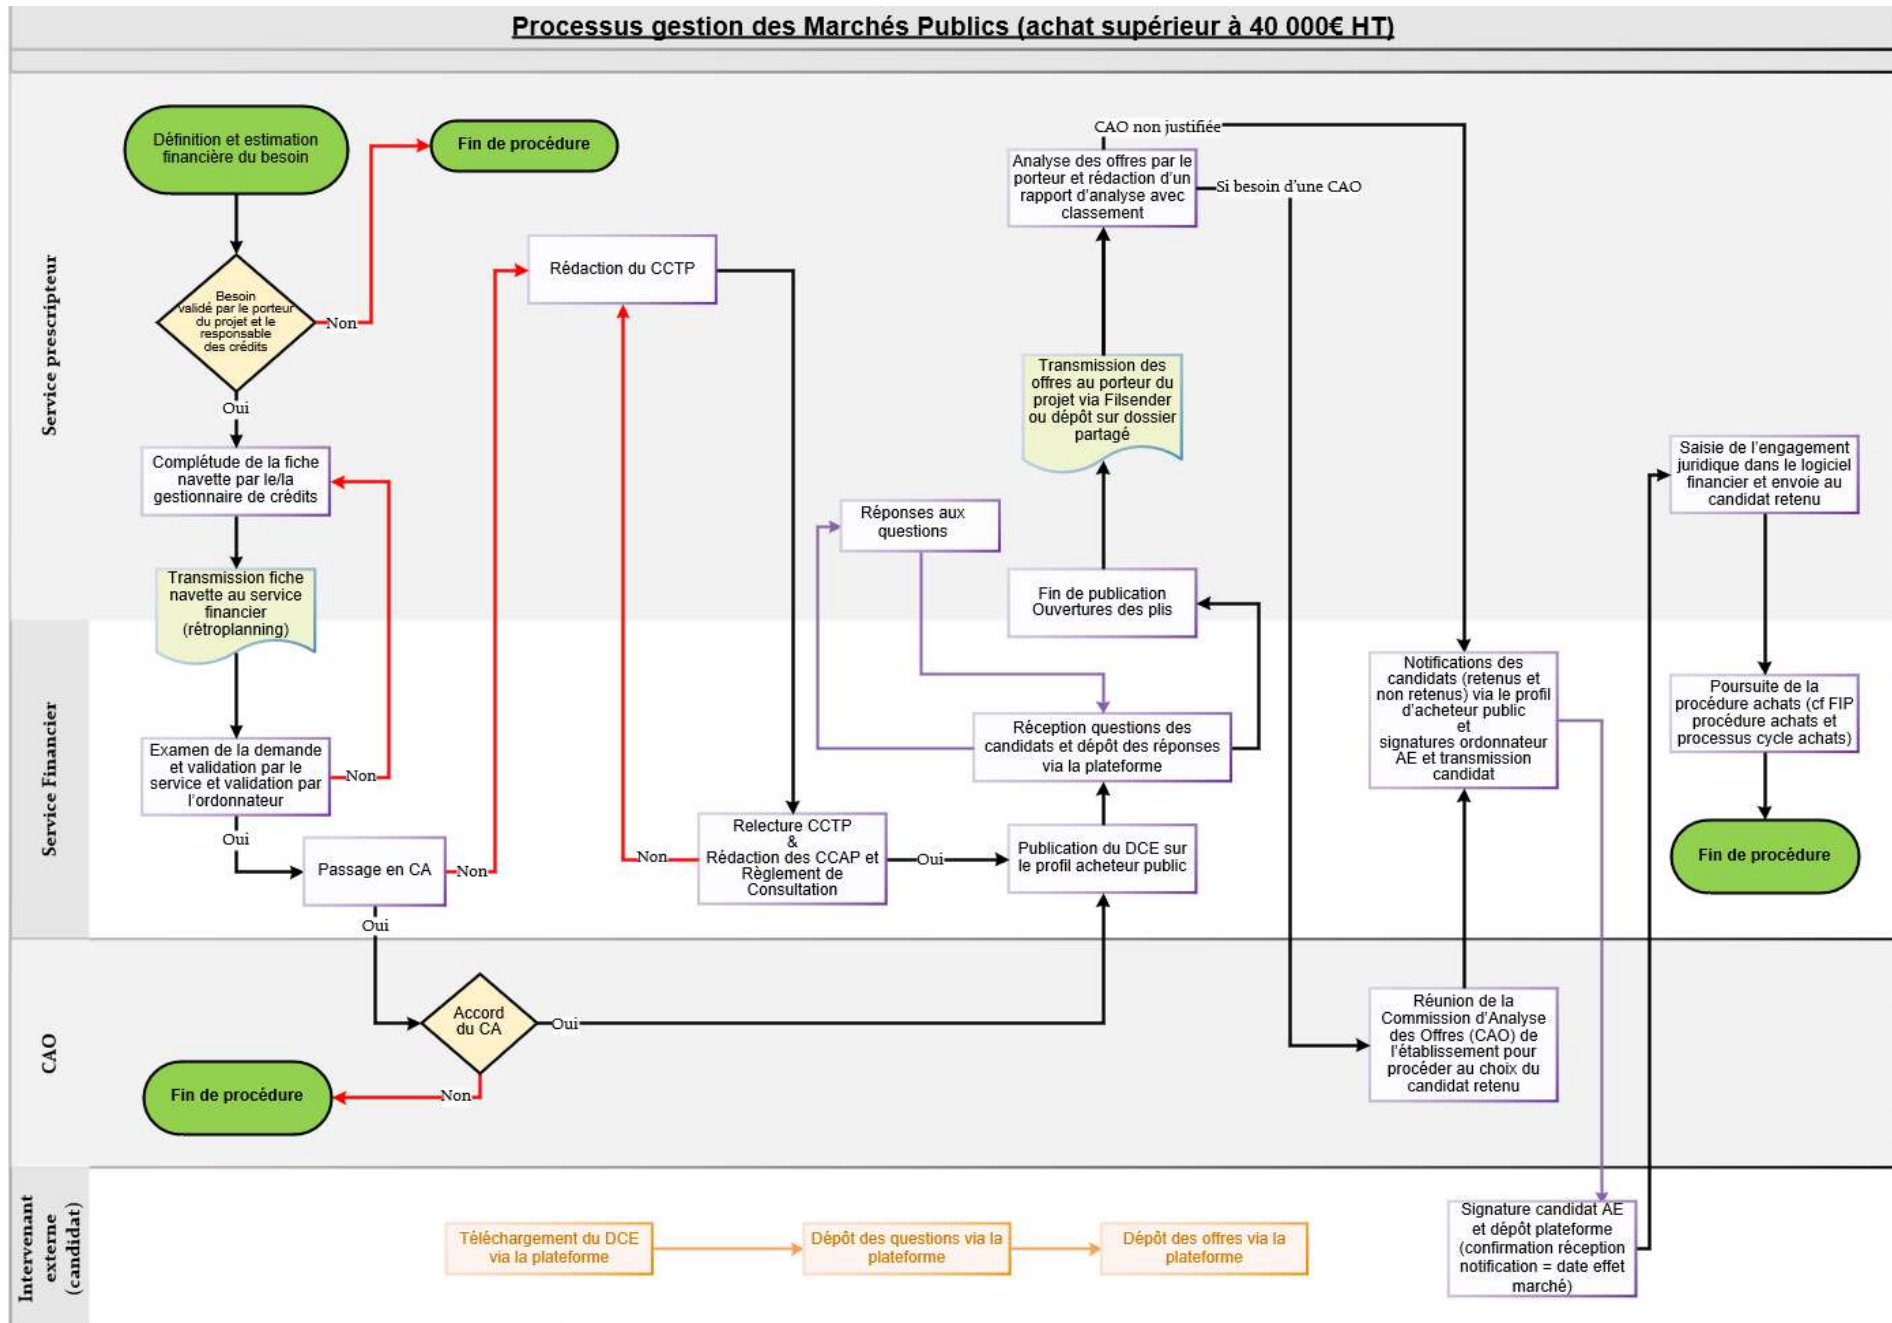 Processus gestion des Marchés Publics (achat supérieur à 40 000€ HT)
Service prescripteur
Définition et estimation
financière du besoin
Fin de procédure
Besoin
validé par le porteur
du projet et le
responsable
des crédits
Non
Oui
Complétude de la fiche
navette par le/la
gestionnaire de crédits
Transmission fiche
navette au service
financier
(rétroplanning)
Rédaction du CCTP
CAO non justifiée
Analyse des offres par le
porteur et rédaction d'un
rapport d'analyse avec
classement
Si besoin d'une CAO
Transmission des
offres au porteur du
projet via Filsender
ou dépôt sur dossier
partagé
Réponses aux
questions
Fin de publication
Ouvertures des plis
Saisie de l'engagement
juridique dans le logiciel
financier et envoie au
candidat retenu
Service Financier
Examen de la demande
et validation par le
service et validation par
l'ordonnateur
Non
Oui
Passage en CA
Non
Oui
Relecture CCTP
&
Rédaction des CCAP et
Règlement de
Consultation
Non
Oui
Publication du DCE sur
le profil acheteur public
Réception questions des
candidats et dépôt des réponses
via la plateforme
Notifications des
candidats (retenus et
non retenus) via le profil
d'acheteur public
et
signatures ordonnateur
AE et transmission
candidat
Poursuite de la
procédure achats (cf FIP
procédure achats et
processus cycle achats)
Fin de procédure
CAO
Accord
du CA
Oui
Non
Fin de procédure
Réunion de la
Commission d'Analyse
des Offres (CAO) de
l'établissement pour
procéder au choix du
candidat retenu
Intervenant
externe
(candidat)
Téléchargement du DCE
via la plateforme
Dépôt des questions via la
plateforme
Dépôt des offres via la
plateforme
Signature candidat AE
et dépôt plateforme
(confirmation réception
notification = date effet
marché)